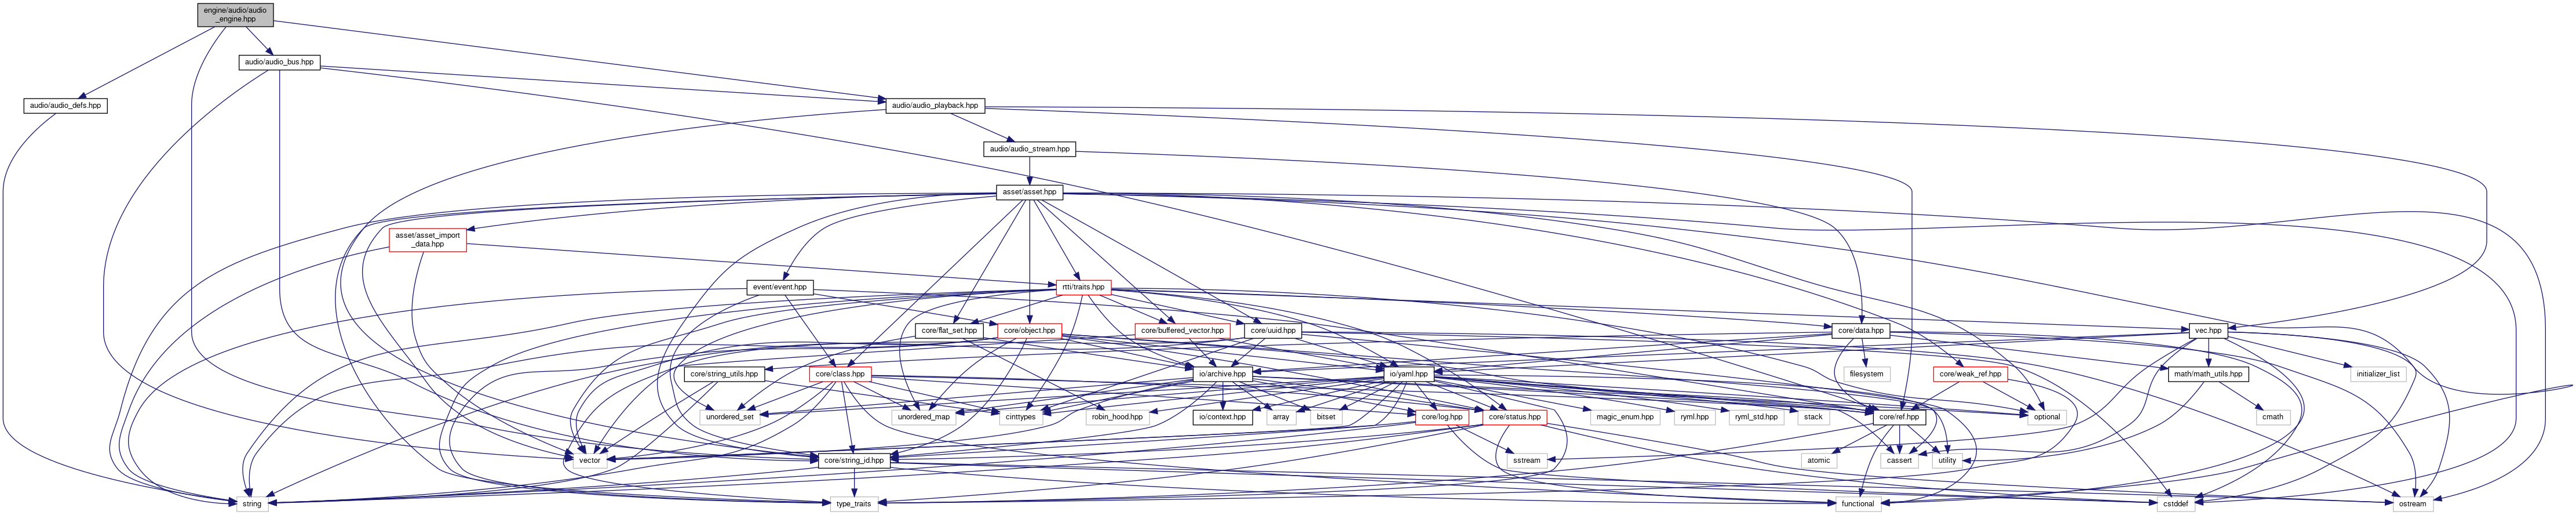 engine/audio/audio
_engine.hpp
audio/audio_bus.hpp
audio/audio_defs.hpp
audio/audio_playback.hpp
audio/audio_stream.hpp
asset/asset.hpp
asset/asset_import
_data.hpp
event/event.hpp
rtti/traits.hpp
core/flat_set.hpp
core/object.hpp
core/buffered_vector.hpp
core/uuid.hpp
core/data.hpp
vec.hpp
core/string_utils.hpp
core/class.hpp
io/archive.hpp
io/yaml.hpp
filesystem
core/weak_ref.hpp
math/math_utils.hpp
initializer_list
unordered_set
unordered_map
cinttypes
robin_hood.hpp
io/context.hpp
array
bitset
core/log.hpp
core/status.hpp
magic_enum.hpp
ryml.hpp
ryml_std.hpp
stack
core/ref.hpp
optional
cmath
vector
core/string_id.hpp
sstream
atomic
cassert
utility
string
type_traits
functional
cstddef
ostream